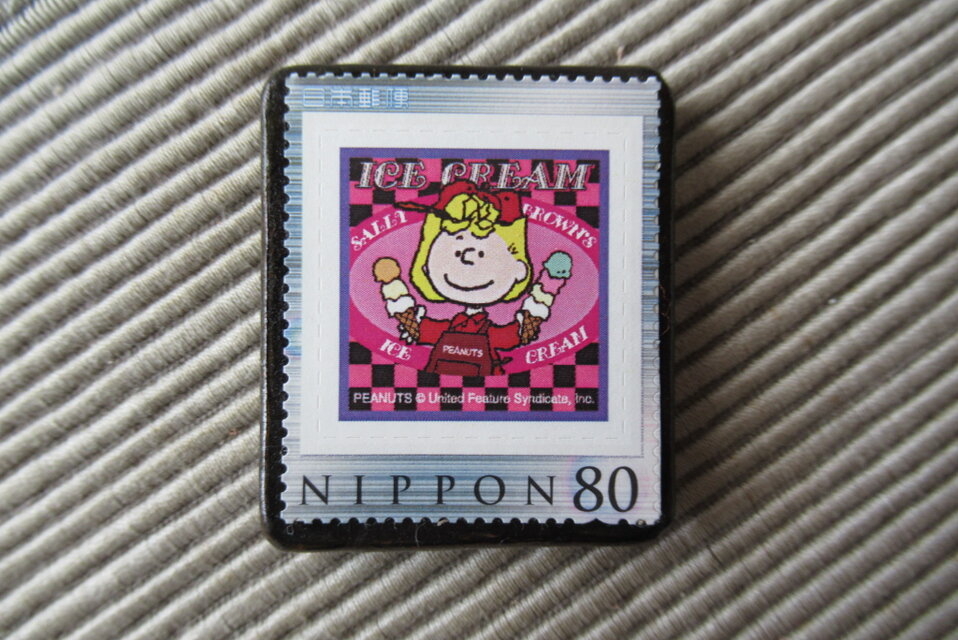 日本郵便
ICE CREAM
SALLY BROWN'S
PEANUTS
ICE CREAM
PEANUTS © United Feature Syndicate, Inc.
NIPPON 80